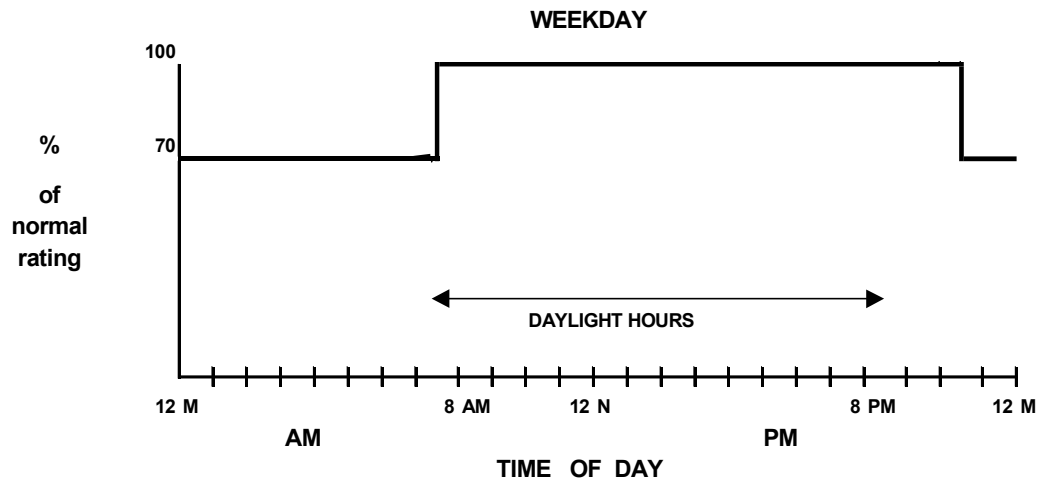 WEEKDAY
100
70
%
of
normal
rating
DAYLIGHT HOURS
12 M 8 AM 12 N 8 PM 12 M
AM PM
TIME OF DAY